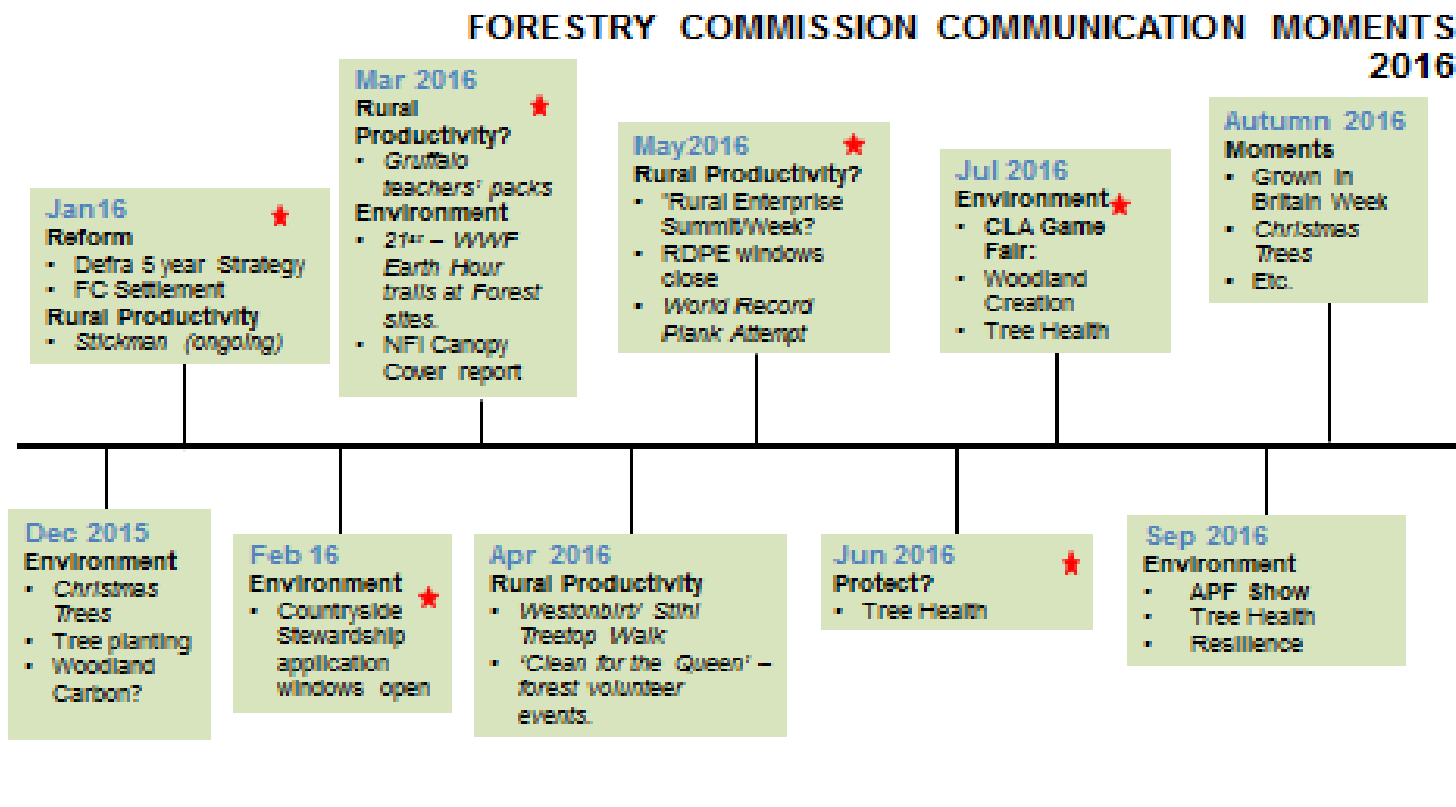 FORESTRY COMMISSION COMMUNICATION MOMENTS
2016
Jan16
Reform
• Defra 5 year Strategy
• FC Settlement
Rural Productivity
• Stickman (ongoing)
Mar 2016
Rural
Productivity?
• Gruffalo
teachers' packs
Environment
• 21st – WWF
Earth Hour
trails at Forest
sites.
• NFI Canopy
Cover report
May2016
Rural Productivity?
• "Rural Enterprise
Summit/Week?
• RDPE windows
close
• World Record
Plank Attempt
Jul 2016
Environment
• CLA Game
Fair:
• Woodland
Creation
• Tree Health
Autumn 2016
Moments
• Grown in
Britain Week
• Christmas
Trees
• Etc.
Dec 2015
Environment
• Christmas
Trees
• Tree planting
• Woodland
Carbon?
Feb 16
Environment
• Countryside
Stewardship
application
windows open
Apr 2016
Rural Productivity
• Westonbirt/ Stihl
Treetop Walk
• 'Clean for the Queen' –
forest volunteer
events.
Jun 2016
Protect?
• Tree Health
Sep 2016
Environment
• APF Show
• Tree Health
• Resilience